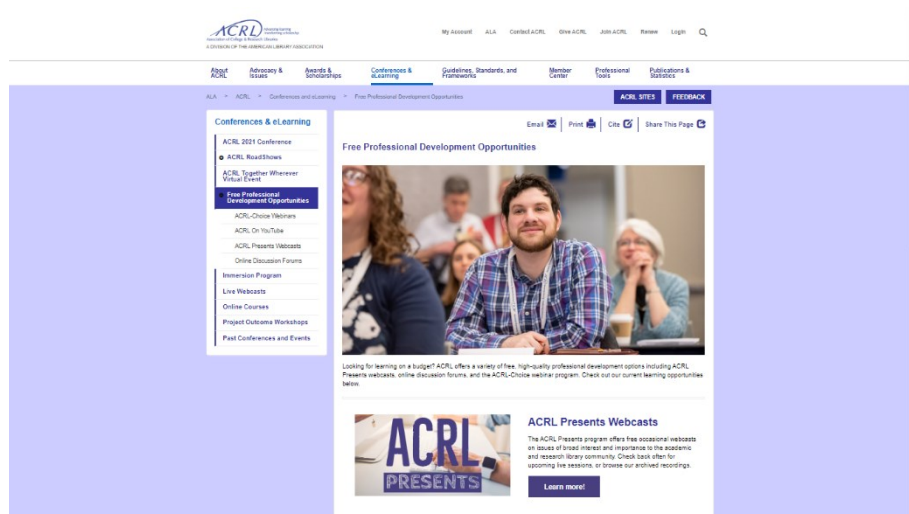 ACRL
Association of College & Research Libraries
A DIVISION OF THE AMERICAN LIBRARY ASSOCIATION
My Account ALA Contact ACRL Give ACRL Join ACRL Renew Login
About ACRL
Advocacy & Issues
Awards & Scholarships
Conferences & eLearning
Guidelines, Standards, and Frameworks
Member Center
Professional Tools
Publications & Statistics
ALA ACRL Conferences and eLearning Free Professional Development Opportunities
ACRL SITES FEEDBACK
Conferences & eLearning
ACRL 2021 Conference
ACRL RoadShows
ACRL Together Wherever
Virtual Event
Free Professional
Development Opportunities
ACRL-Choice Webinars
ACRL On YouTube
ACRL Presents Webcasts
Online Discussion Forums
Immersion Program
Live Webcasts
Online Courses
Project Outcome Workshops
Past Conferences and Events
Email Print Cite Share This Page
Free Professional Development Opportunities
Looking for learning on a budget? ACRL offers a variety of free, high-quality professional development options including ACRL
Presents webcasts, online discussion forums, and the ACRL-Choice webinar program. Check out our current learning opportunities
below.
ACRL
PRESENTS
ACRL Presents Webcasts
The ACRL Presents program offers free occasional webcasts
on issues of broad interest and importance to the academic
and research library community. Check back often for
upcoming live sessions, or browse our archived recordings.
Learn more!